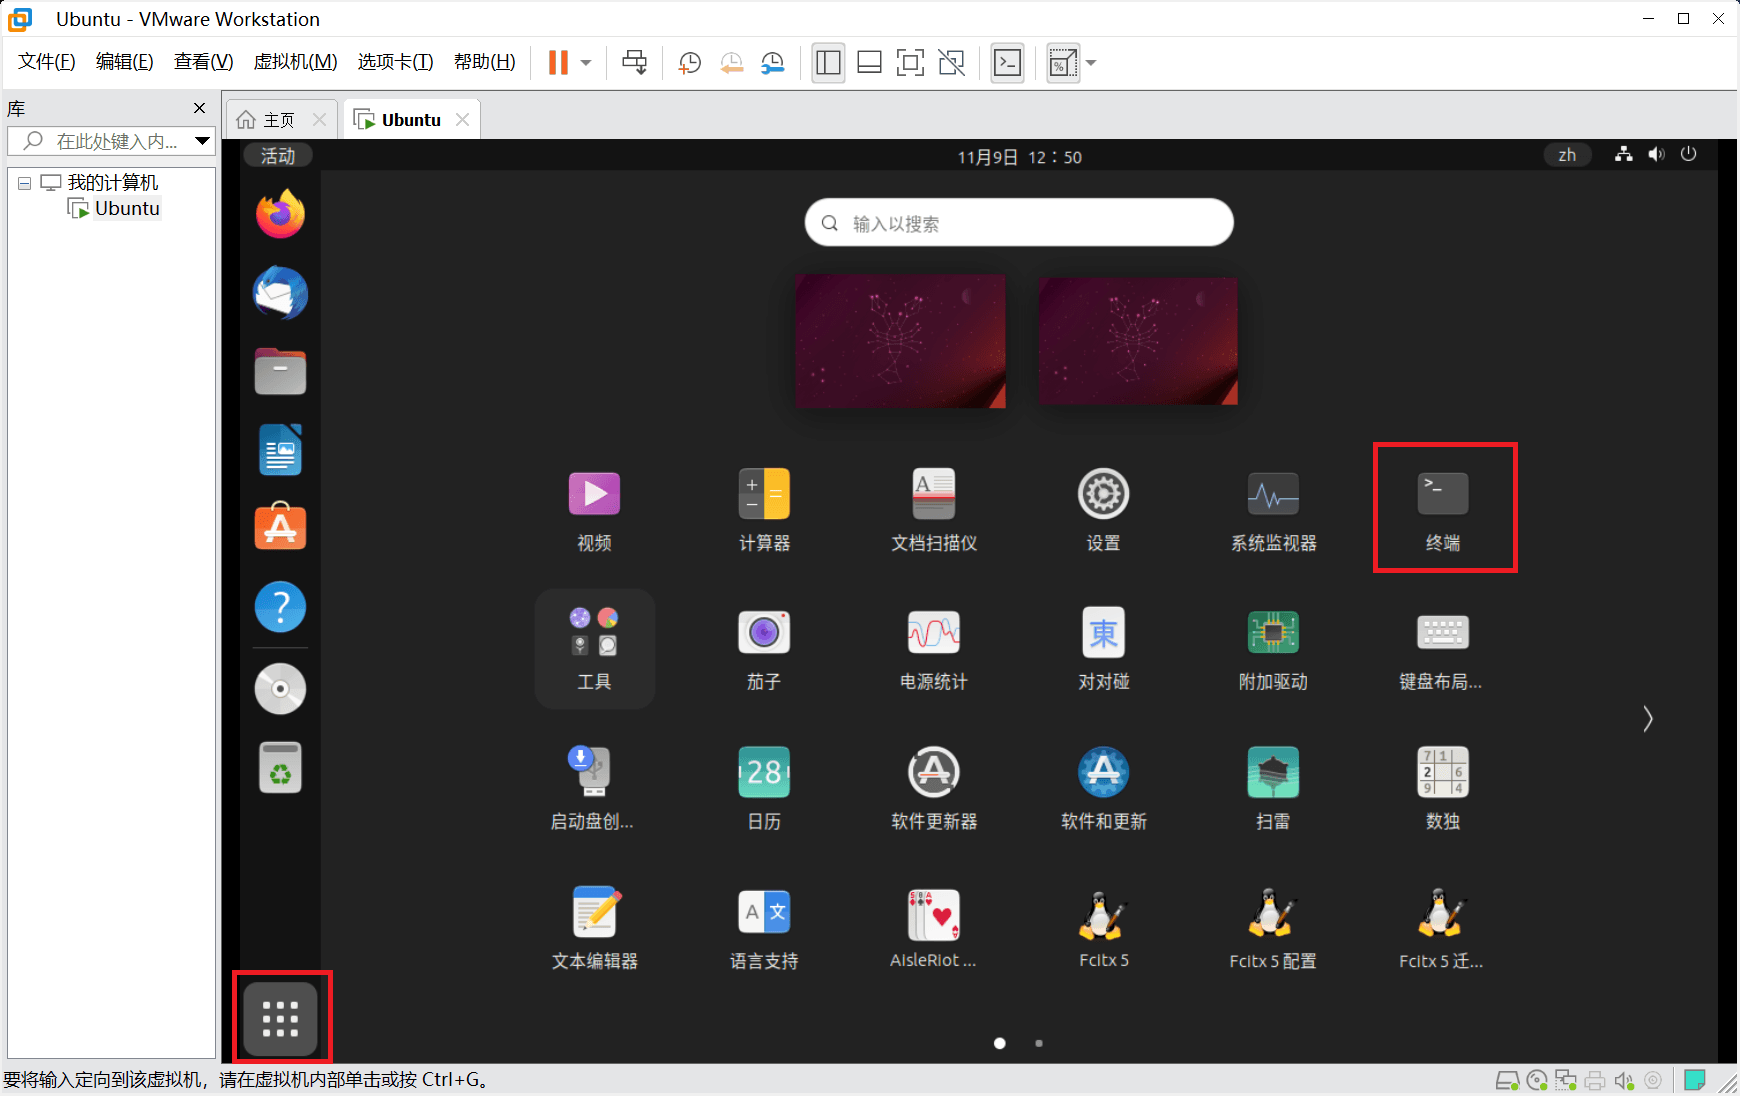 Ubuntu - VMware Workstation
文件(F) 编辑(E) 查看(V) 虚拟机(M) 选项卡(T) 帮助(H)
库
在此处键入内...
我的计算机
Ubuntu
主页
Ubuntu
活动
11月9日 12：50
zh
输入以搜索
视频
计算器
文档扫描仪
设置
系统监视器
终端
工具
茄子
电源统计
对对碰
附加驱动
键盘布局...
启动盘创...
日历
软件更新器
软件和更新
扫雷
数独
文本编辑器
语言支持
AisleRiot ...
Fcitx 5
Fcitx 5 配置
Fcitx 5 迁...
要将输入定向到该虚拟机，请在虚拟机内部单击或按 Ctrl+G。